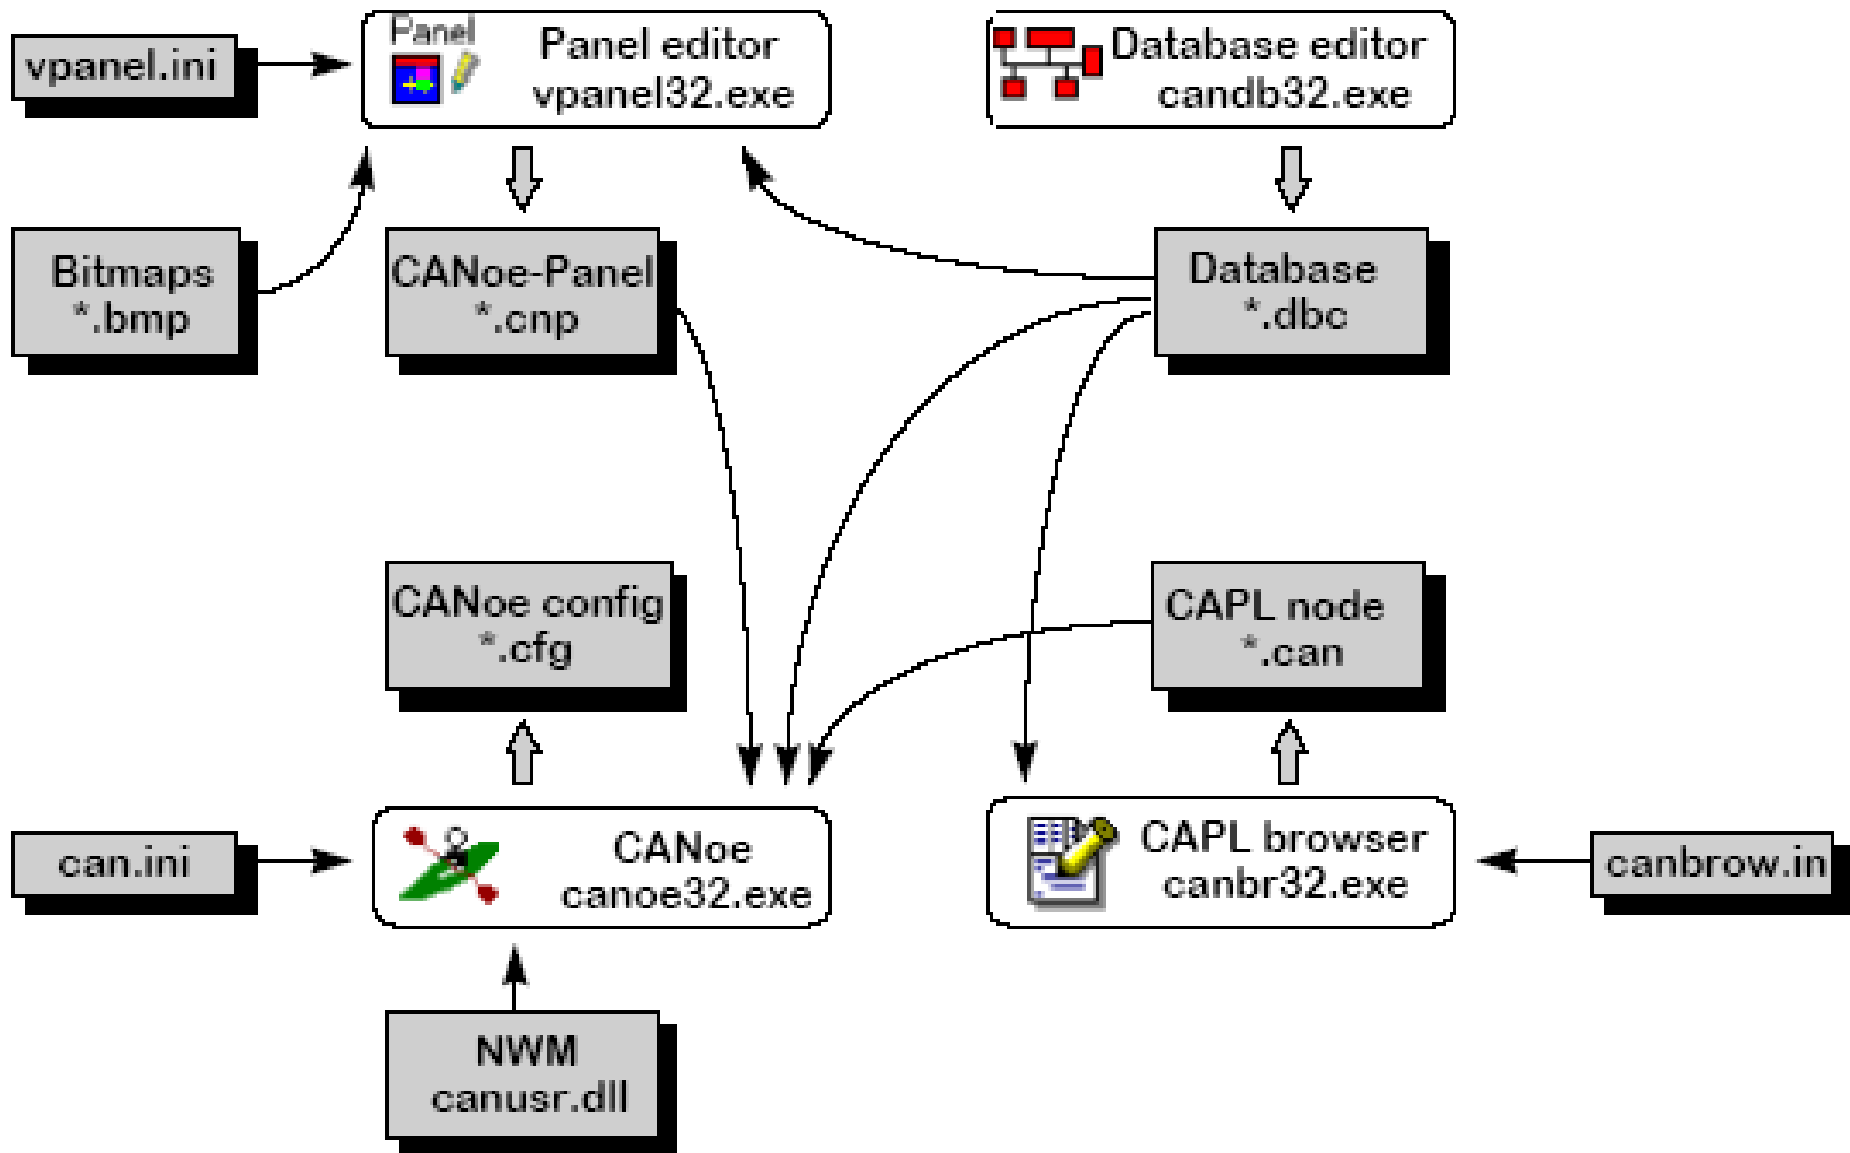 vpanel.ini
Panel
Panel editor
vpanel32.exe
Database editor
candb32.exe
Bitmaps
*.bmp
CANoe-Panel
*.cnp
Database
*.dbc
CANoe config
*.cfg
CAPL node
*.can
can.ini
CANoe
canoe32.exe
CAPL browser
canbr32.exe
canbrow.in
NWM
canusr.dll